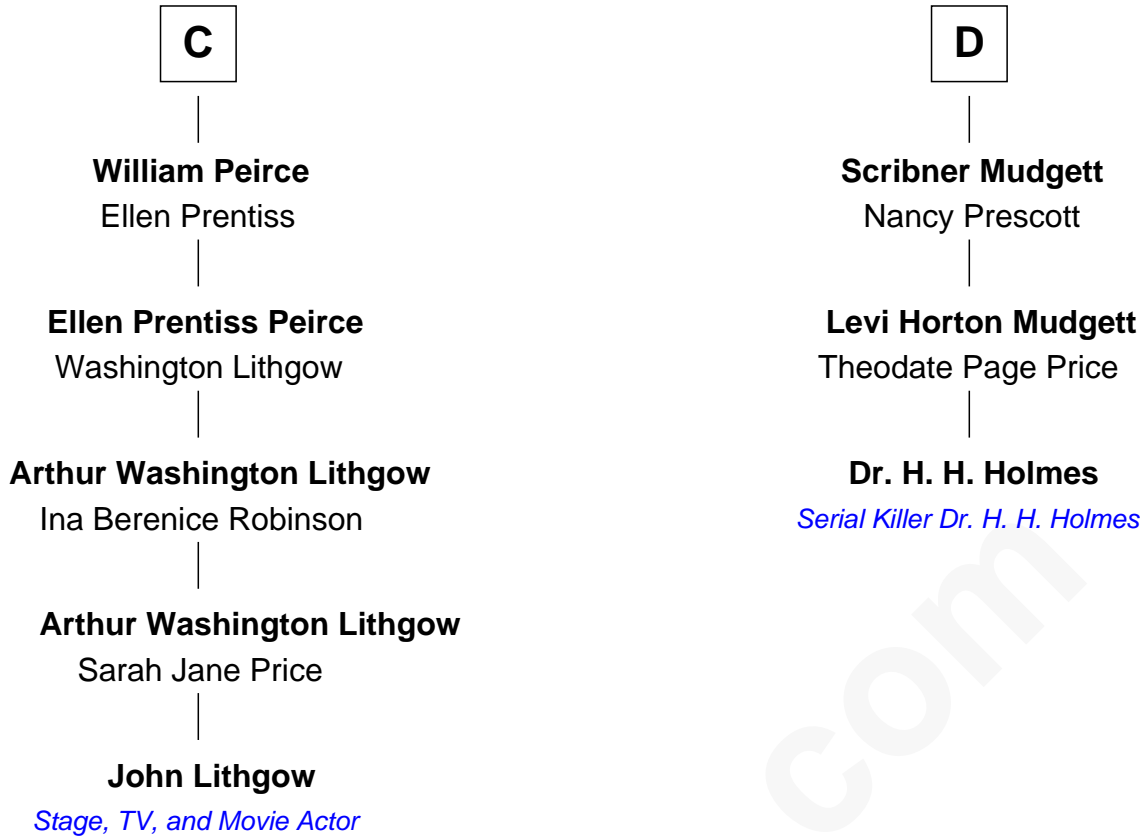 C
William Peirce
Ellen Prentiss
Ellen Prentiss Peirce
Washington Lithgow
Arthur Washington Lithgow
Ina Berenice Robinson
Arthur Washington Lithgow
Sarah Jane Price
John Lithgow
Stage, TV, and Movie Actor
D
Scribner Mudgett
Nancy Prescott
Levi Horton Mudgett
Theodate Page Price
Dr. H. H. Holmes
Serial Killer Dr. H. H. Holmes
com